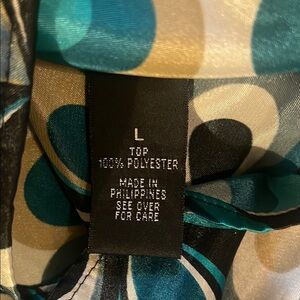 L
TOP
100% POLYESTER
MADE IN
PHILIPPINES
SEE OVER
FOR CARE